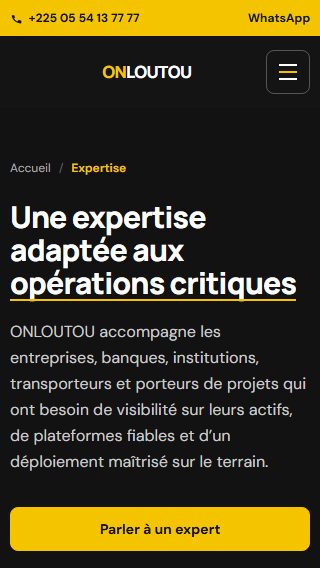 +225 05 54 13 77 77 WhatsApp
ONLOUTOU
Accueil / Expertise
Une expertise
adaptée aux
opérations critiques
ONLOUTOU accompagne les
entreprises, banques, institutions,
transporteurs et porteurs de projets qui
ont besoin de visibilité sur leurs actifs,
de plateformes fiables et d’un
déploiement maîtrisé sur le terrain.
Parler à un expert